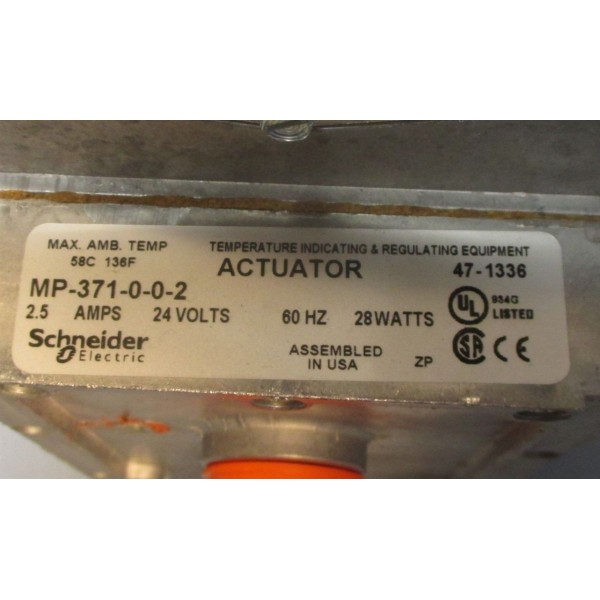 MAX. AMB. TEMP
58C 136F
TEMPERATURE INDICATING & REGULATING EQUIPMENT
ACTUATOR
47-1336
MP-371-0-0-2
2.5 AMPS 24 VOLTS 60 HZ 28 WATTS
UL
934G
LISTED
Schneider
Electric
ASSEMBLED
IN USA
ZP
SA CE